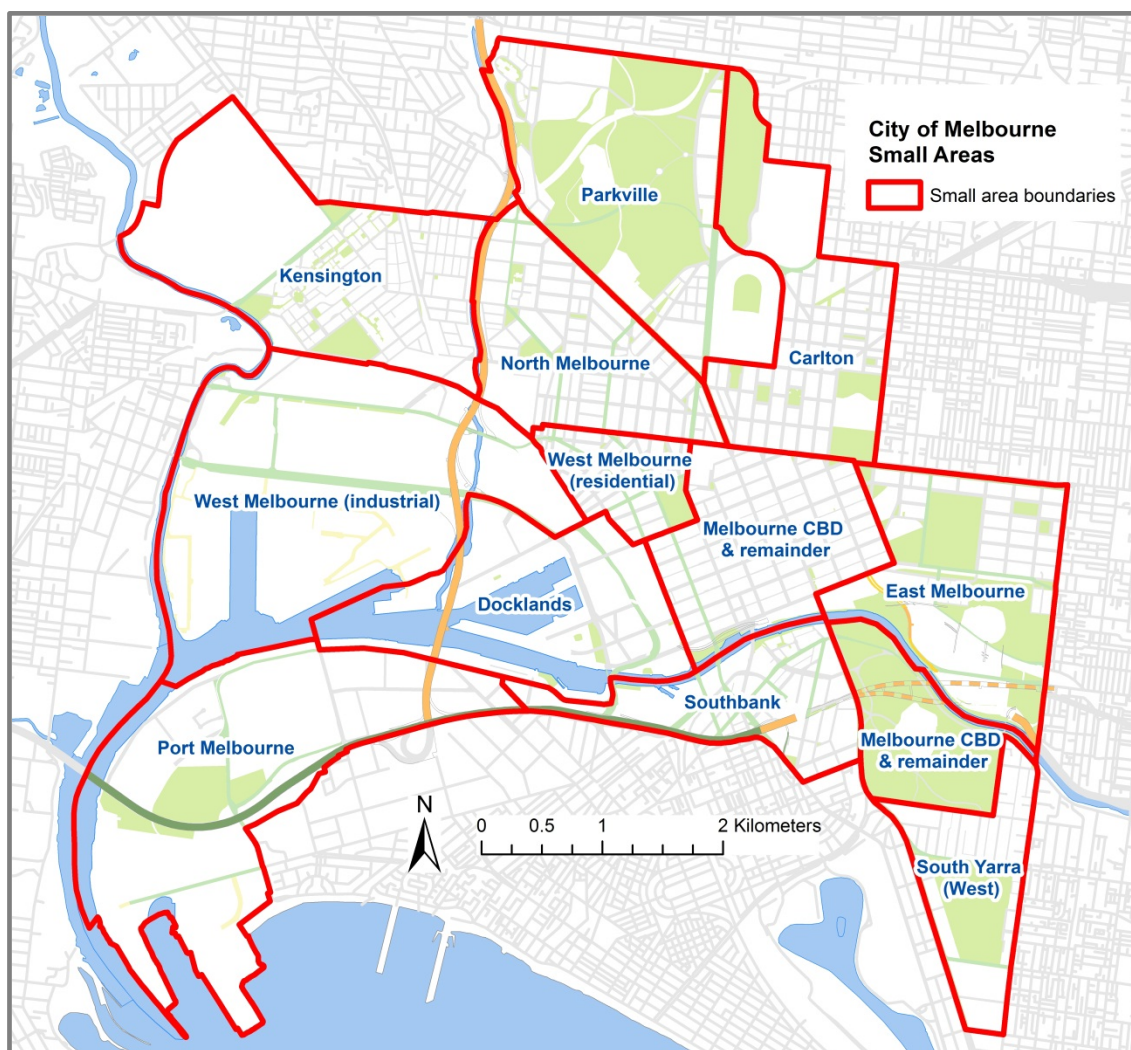 City of Melbourne
Small Areas
Small area boundaries
Parkville
Kensington
North Melbourne
Carlton
West Melbourne
(residential)
West Melbourne (industrial)
Melbourne CBD
& remainder
Docklands
East Melbourne
Southbank
Port Melbourne
Melbourne CBD
& remainder
N
0 0.5 1 2 Kilometers
South Yarra
(West)